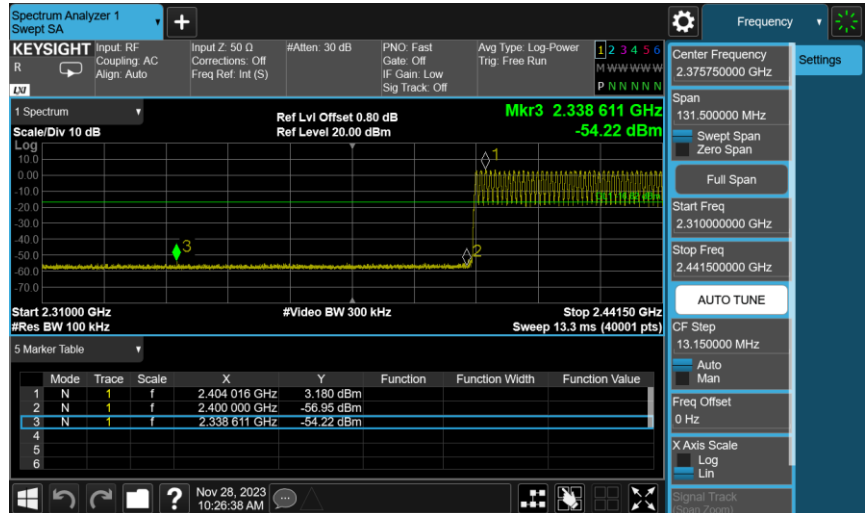 Spectrum Analyzer 1
Swept SA
Frequency
KEYSIGHT
R
LXI
Input: RF
Coupling: AC
Align: Auto
Input Z: 50 Ω
Corrections: Off
Freq Ref: Int (S)
#Atten: 30 dB
PNO: Fast
Gate: Off
IF Gain: Low
Sig Track: Off
Avg Type: Log-Power
Trig: Free Run
1 2 3 4 5 6
M W W W W W
P N N N N N
1 Spectrum
Scale/Div 10 dB
Ref Lvl Offset 0.80 dB
Ref Level 20.00 dBm
Mkr3 2.338 611 GHz
-54.22 dBm
Log
10.0
0.00
-10.0
-20.0
-30.0
-40.0
-50.0
-60.0
-70.0
1
2
3
Start 2.31000 GHz
#Res BW 100 kHz
#Video BW 300 kHz
Stop 2.44150 GHz
Sweep 13.3 ms (40001 pts)
5 Marker Table
Mode Trace Scale X Y Function Function Width Function Value
1 N 1 f 2.404 016 GHz 3.180 dBm
2 N 1 f 2.400 000 GHz -56.95 dBm
3 N 1 f 2.338 611 GHz -54.22 dBm
4
5
6
Nov 28, 2023
10:26:38 AM
Center Frequency
2.375750000 GHz
Span
131.500000 MHz
Swept Span
Zero Span
Full Span
Start Freq
2.310000000 GHz
Stop Freq
2.441500000 GHz
AUTO TUNE
CF Step
13.150000 MHz
Auto
Man
Freq Offset
0 Hz
X Axis Scale
Log
Lin
Signal Track
(Span Zoom)
Settings